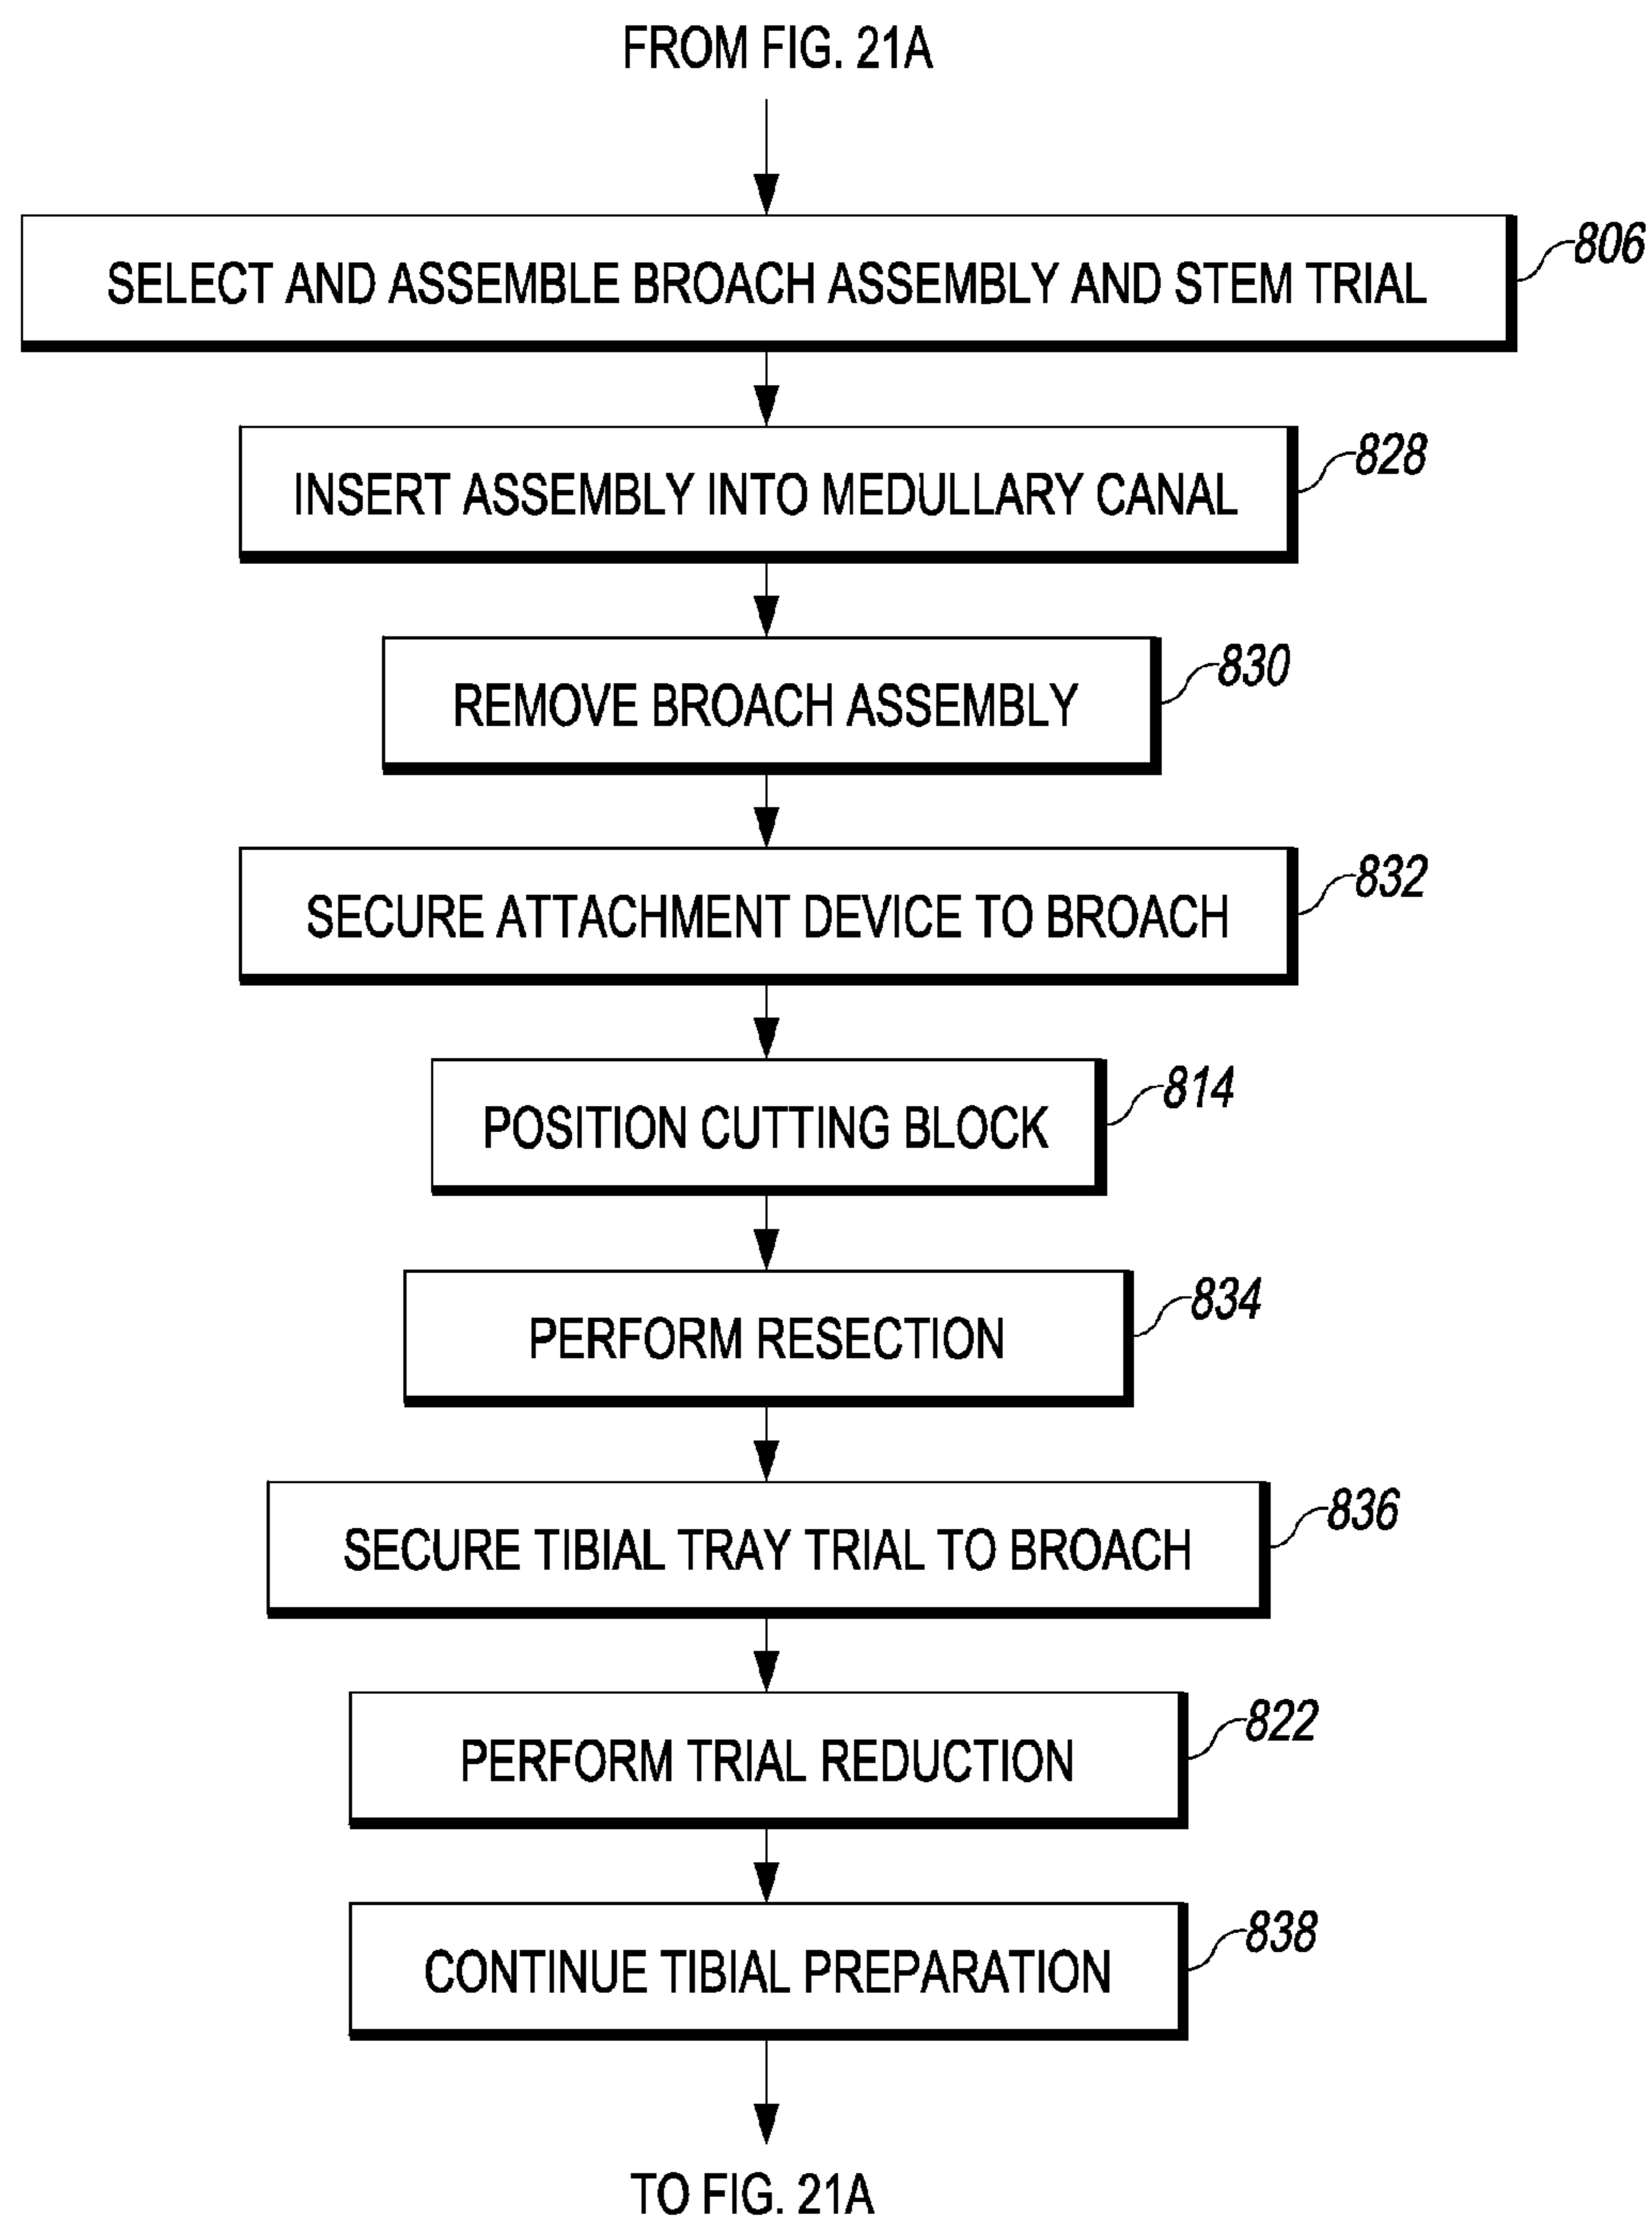 FROM FIG. 21A
806
SELECT AND ASSEMBLE BROACH ASSEMBLY AND STEM TRIAL
828
INSERT ASSEMBLY INTO MEDULLARY CANAL
830
REMOVE BROACH ASSEMBLY
832
SECURE ATTACHMENT DEVICE TO BROACH
814
POSITION CUTTING BLOCK
834
PERFORM RESECTION
836
SECURE TIBIAL TRAY TRIAL TO BROACH
822
PERFORM TRIAL REDUCTION
838
CONTINUE TIBIAL PREPARATION
TO FIG. 21A